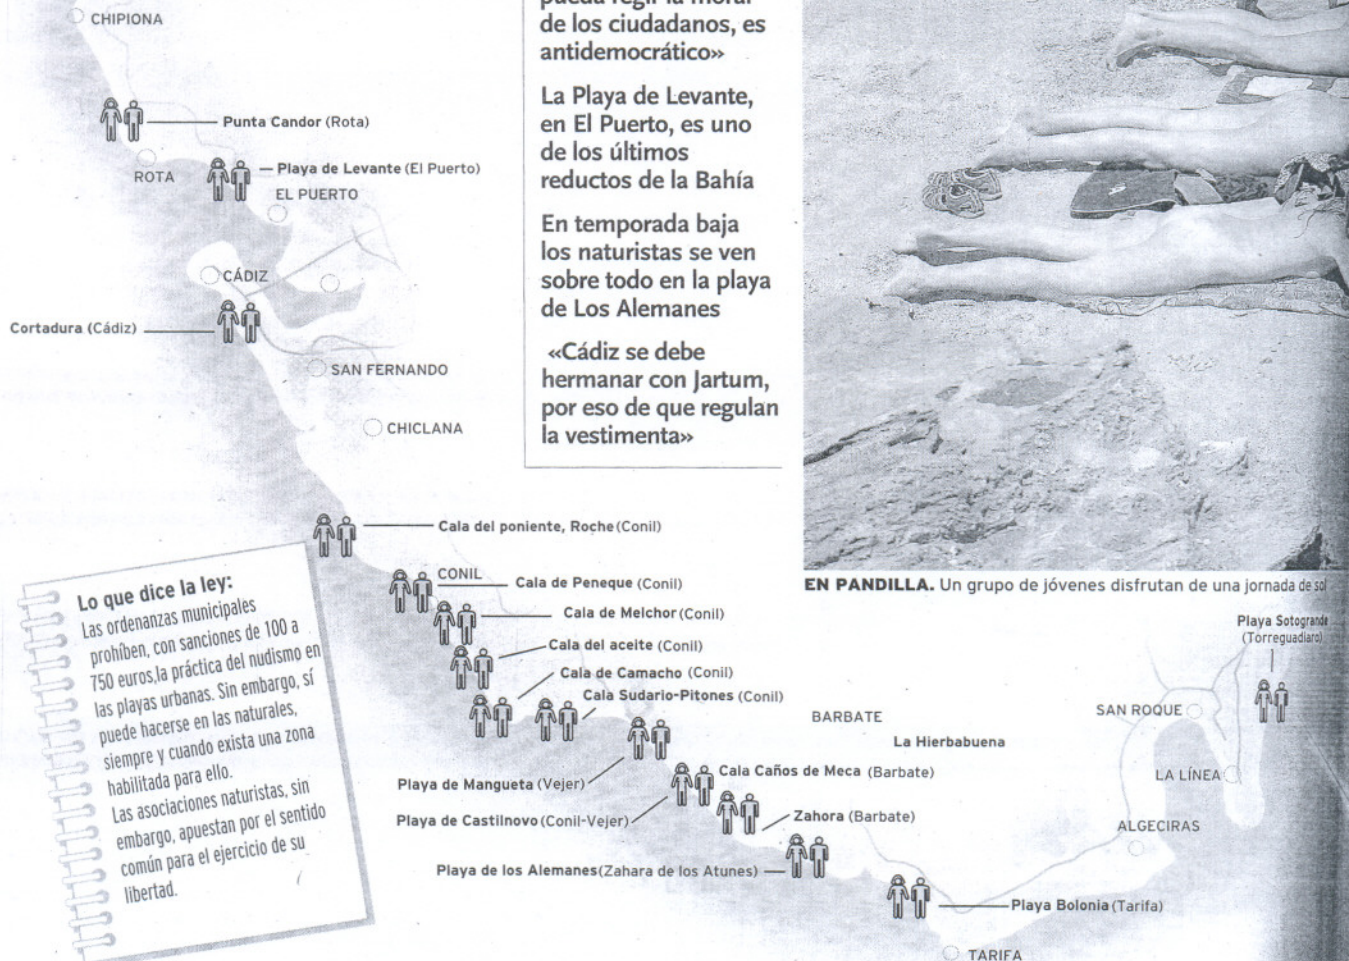 pueda regir la moral
de los ciudadanos, es
antidemocrático»
La Playa de Levante,
en El Puerto, es uno
de los últimos
reductos de la Bahía
En temporada baja
los naturistas se ven
sobre todo en la playa
de Los Alemanes
«Cádiz se debe
hermanar con Jartum,
por eso de que regulan
la vestimenta»
CHIPIONA
Punta Candor (Rota)
ROTA
Playa de Levante (El Puerto)
EL PUERTO
CÁDIZ
Cortadura (Cádiz)
SAN FERNANDO
CHICLANA
Cala del poniente, Roche (Conil)
CONIL
Cala de Peneque (Conil)
Cala de Melchor (Conil)
Cala del aceite (Conil)
Cala de Camacho (Conil)
Cala Sudario-Pitones (Conil)
Playa de Mangueta (Vejer)
Playa de Castilnovo (Conil-Vejer)
Cala Caños de Meca (Barbate)
Zahora (Barbate)
Playa de los Alemanes (Zahara de los Atunes)
BARBATE
La Hierbabuena
Playa Bolonia (Tarifa)
TARIFA
ALGECIRAS
LA LÍNEA
SAN ROQUE
Playa Sotogrande
(Torreguadiaro)
EN PANDILLA. Un grupo de jóvenes disfrutan de una jornada de sol
Lo que dice la ley:
Las ordenanzas municipales
prohíben, con sanciones de 100 a
750 euros,la práctica del nudismo en
las playas urbanas. Sin embargo, sí
puede hacerse en las naturales,
siempre y cuando exista una zona
habilitada para ello.
Las asociaciones naturistas, sin
embargo, apuestan por el sentido
común para el ejercicio de su
libertad.